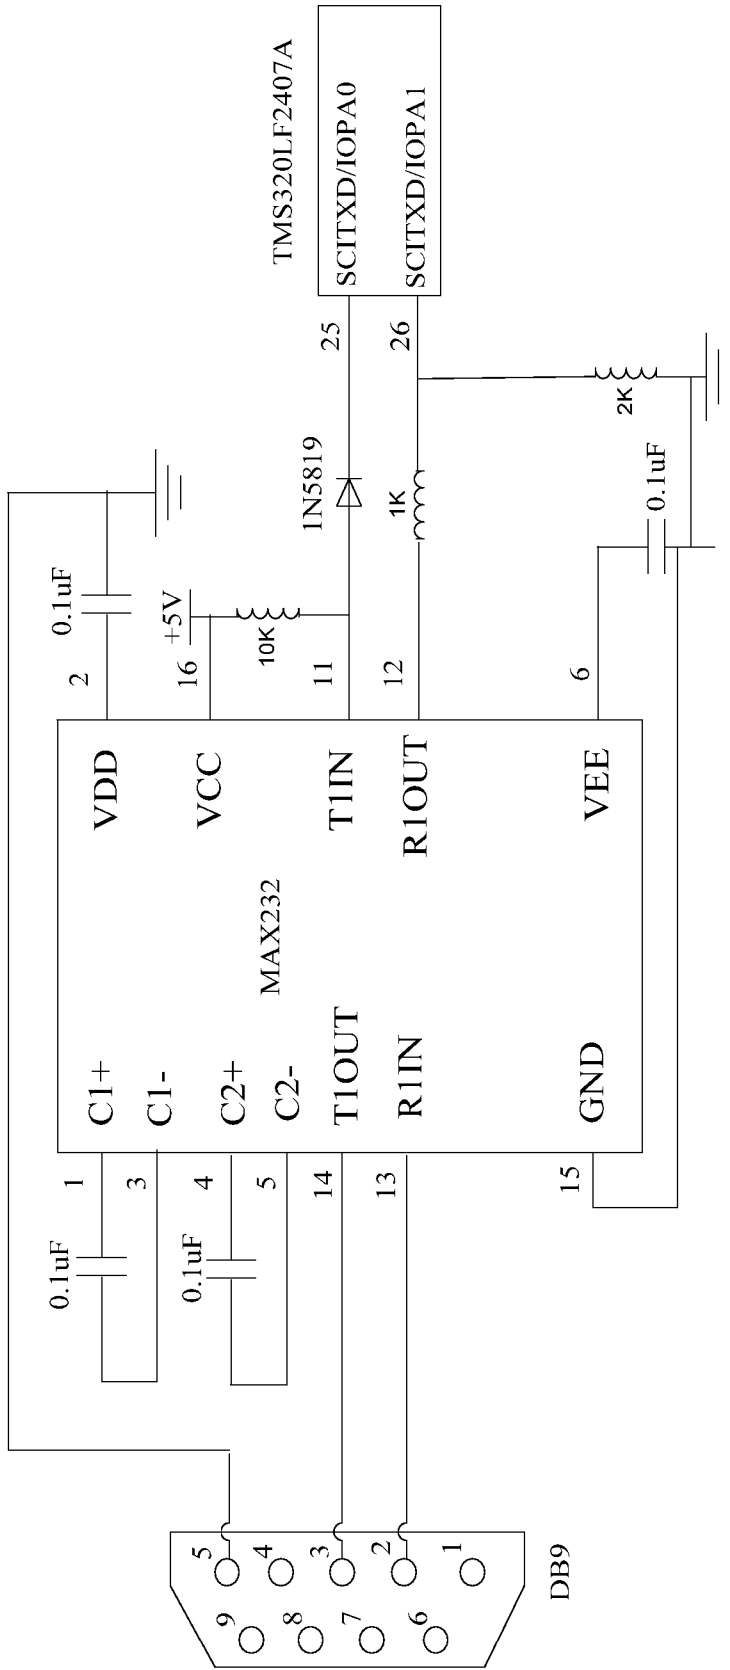 DB9
5
4
3
2
1
9
8
7
6
0.1uF
0.1uF
1
3
4
5
14
13
15
C1+
C1-
C2+
C2-
T1OUT
R1IN
GND
MAX232
VDD
VCC
T1IN
R1OUT
VEE
2
16
11
12
6
0.1uF
+5V
10K
1N5819
1K
0.1uF
2K
25
26
TMS320LF2407A
SCITXD/IOPA0
SCITXD/IOPA1